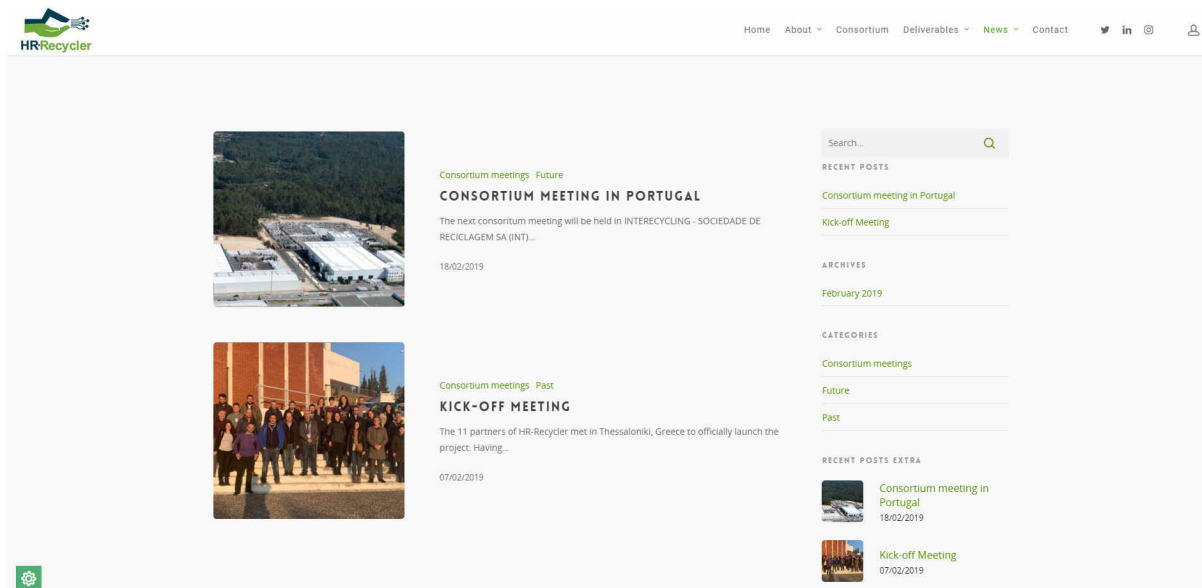 HR-Recycler
Home About Consortium Deliverables News Contact
Consortium meetings Future
CONSORTIUM MEETING IN PORTUGAL
The next consoritum meeting will be held in INTERECYCLING - SOCIEDADE DE
RECICLAGEM SA (INT)...
18/02/2019
Consortium meetings Past
KICK-OFF MEETING
The 11 partners of HR-Recycler met in Thessaloniki, Greece to officially launch the
project. Having...
07/02/2019
Search...
RECENT POSTS
Consortium meeting in Portugal
Kick-off Meeting
ARCHIVES
February 2019
CATEGORIES
Consortium meetings
Future
Past
RECENT POSTS EXTRA
Consortium meeting in
Portugal
18/02/2019
Kick-off Meeting
07/02/2019